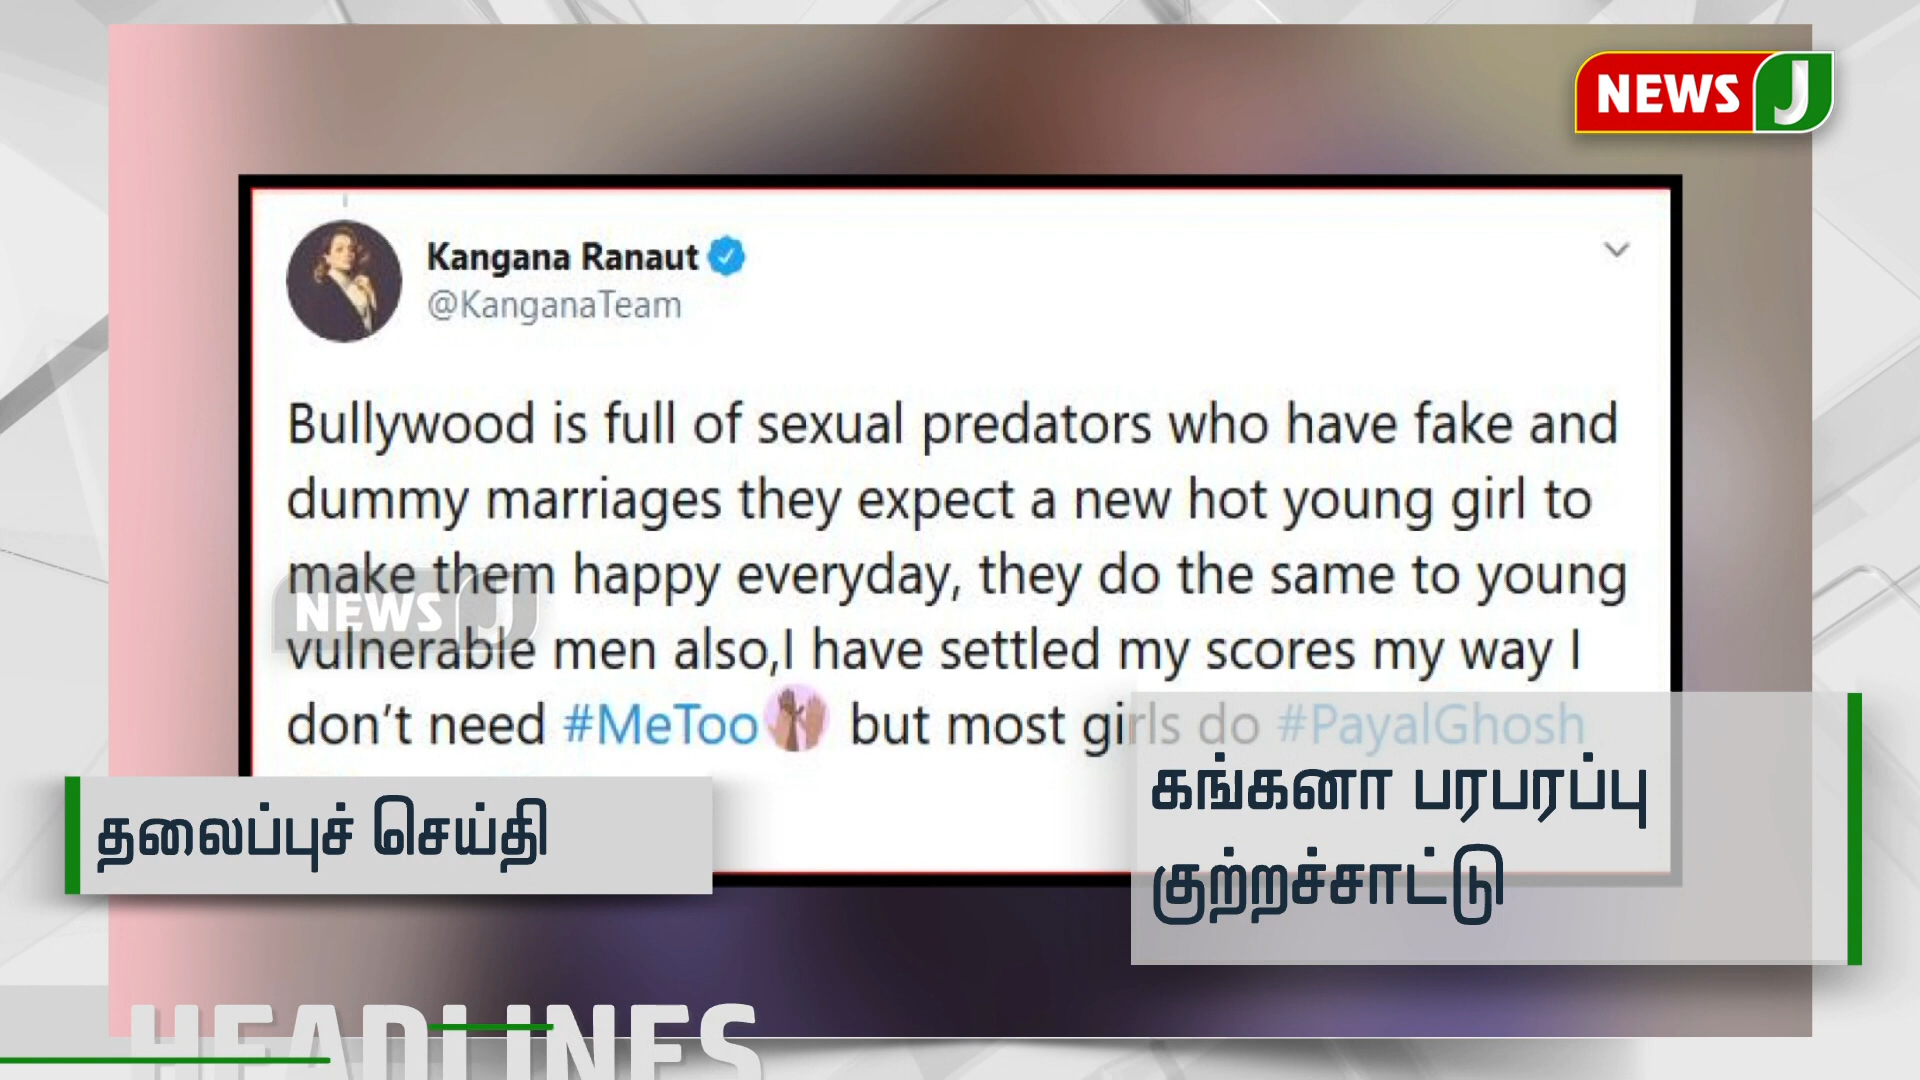 NEWS J
Kangana Ranaut
@KanganaTeam
Bullywood is full of sexual predators who have fake and
dummy marriages they expect a new hot young girl to
make them happy everyday, they do the same to young
NEWS J
vulnerable men also,I have settled my scores my way I
don't need #MeToo but most girls do #PayalGhosh
தலைப்புச் செய்தி
கங்கனா பரபரப்பு
குற்றச்சாட்டு
HEADLINES